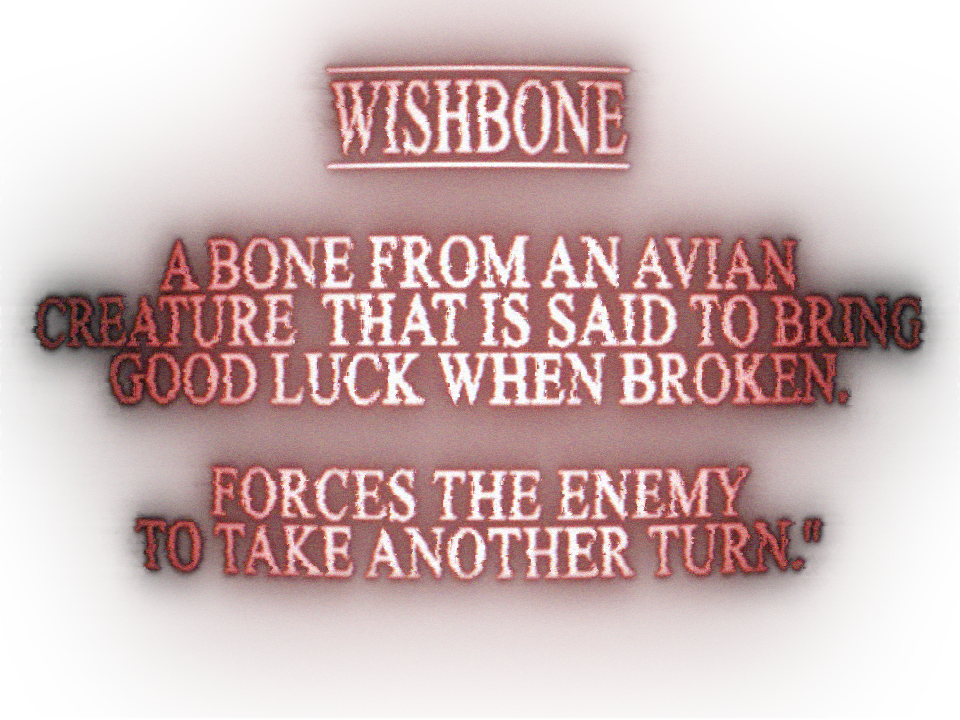 WISHBONE
A BONE FROM AN AVIAN
CREATURE THAT IS SAID TO BRING
GOOD LUCK WHEN BROKEN.
FORCES THE ENEMY
TO TAKE ANOTHER TURN."